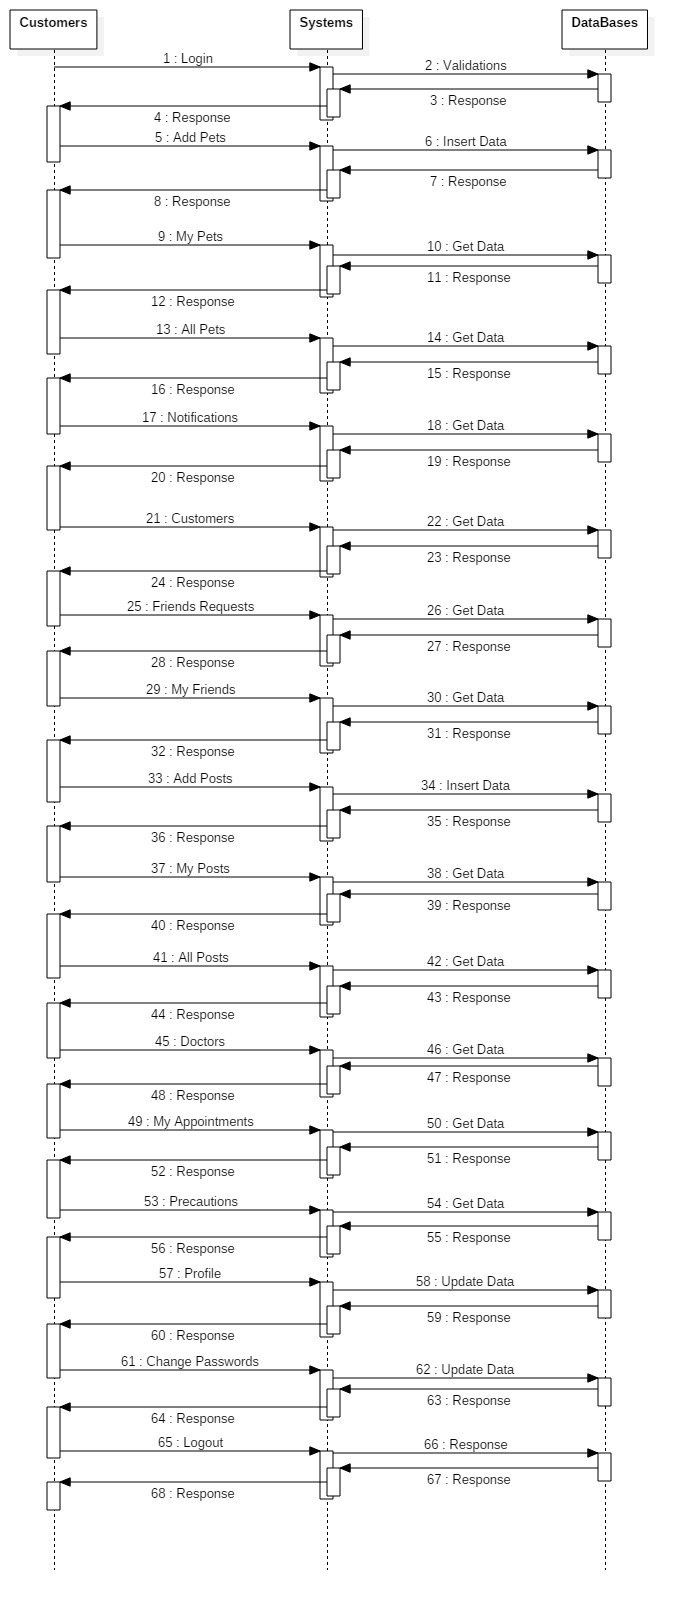 Customers
Systems
DataBases
1 : Login
2 : Validations
3 : Response
4 : Response
5 : Add Pets
6 : Insert Data
7 : Response
8 : Response
9 : My Pets
10 : Get Data
11 : Response
12 : Response
13 : All Pets
14 : Get Data
15 : Response
16 : Response
17 : Notifications
18 : Get Data
19 : Response
20 : Response
21 : Customers
22 : Get Data
23 : Response
24 : Response
25 : Friends Requests
26 : Get Data
27 : Response
28 : Response
29 : My Friends
30 : Get Data
31 : Response
32 : Response
33 : Add Posts
34 : Insert Data
35 : Response
36 : Response
37 : My Posts
38 : Get Data
39 : Response
40 : Response
41 : All Posts
42 : Get Data
43 : Response
44 : Response
45 : Doctors
46 : Get Data
47 : Response
48 : Response
49 : My Appointments
50 : Get Data
51 : Response
52 : Response
53 : Precautions
54 : Get Data
55 : Response
56 : Response
57 : Profile
58 : Update Data
59 : Response
60 : Response
61 : Change Passwords
62 : Update Data
63 : Response
64 : Response
65 : Logout
66 : Response
67 : Response
68 : Response